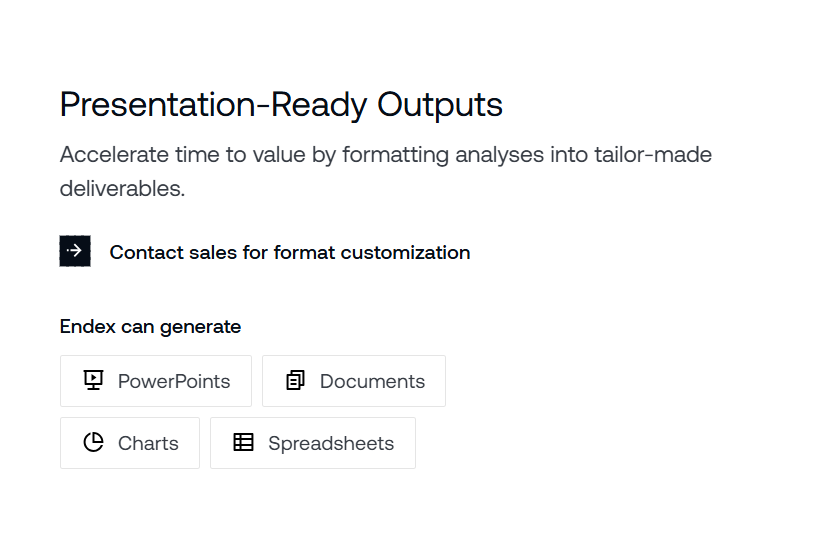 Presentation-Ready Outputs
Accelerate time to value by formatting analyses into tailor-made
deliverables.
Contact sales for format customization
Endex can generate
PowerPoints
Documents
Charts
Spreadsheets